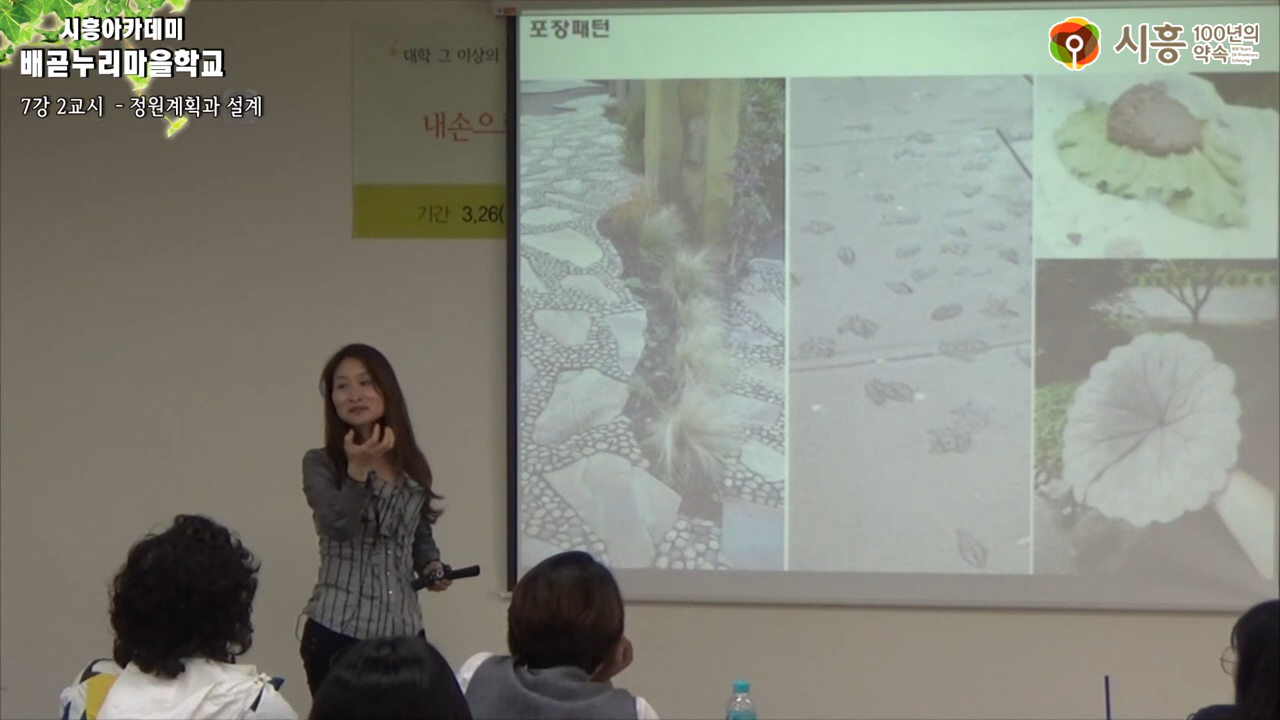 시흥아카데미
배곧누리마을학교
7강 2교시 - 정원계획과 설계
대학 그 이상의
내손으
기간 3.26(
포장패턴
시흥 100년의
약속